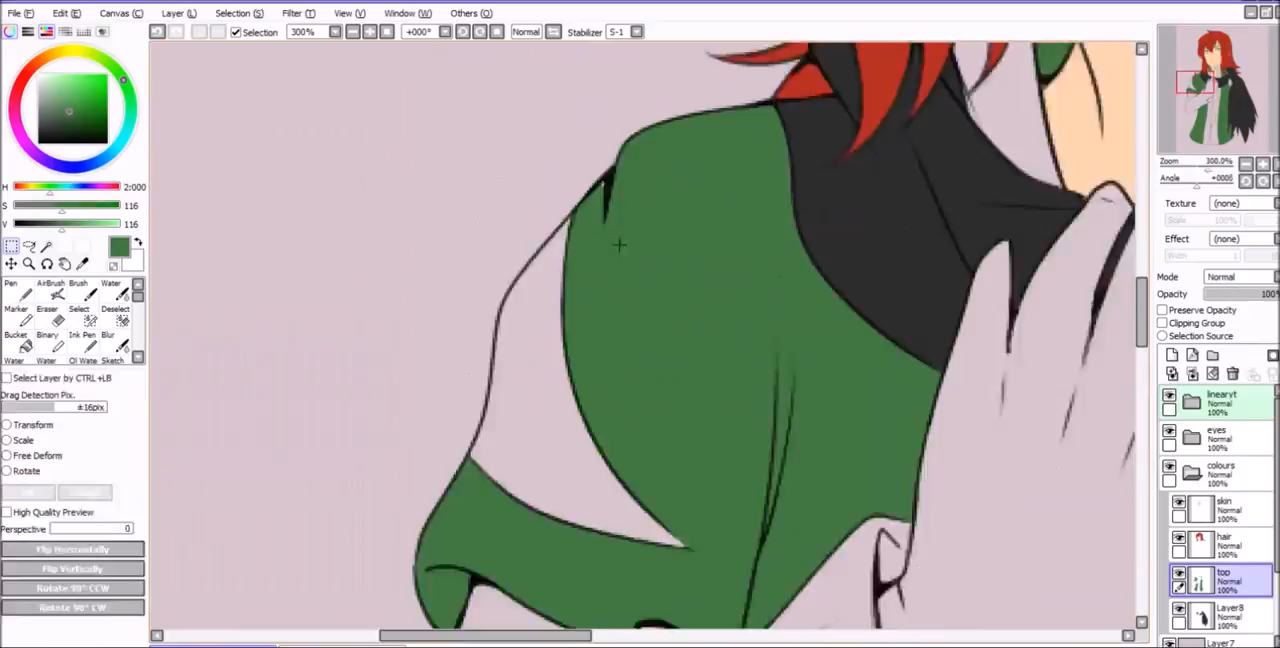 File (F) Edit (E) Canvas (C) Layer (L) Selection (S) Filter (T) View (V) Window (W) Others (O)
Selection 300% +000° Normal Stabilizer S-1
H 2:000
S 116
V 116
Pen AirBrush Brush Water
Marker Eraser Select Deselect
Bucket Binary Ink Pen Blur
Water Water Oil Wate Sketch
Select Layer by CTRL+LB
Drag Detection Pix.
±16pix
Transform
Scale
Free Deform
Rotate
High Quality Preview
Perspective 0
Flip Horizontally
Flip Vertically
Rotate 90° CCW
Rotate 90° CW
Zoom 300.0%
Angle
Texture (none)
Scale 100%
Effect (none)
Width 1 100%
Mode Normal
Opacity 100%
Preserve Opacity
Clipping Group
Selection Source
linearyt
Normal
100%
eyes
Normal
100%
colours
Normal
100%
skin
Normal
100%
hair
Normal
100%
top
Normal
100%
Layer8
Normal
100%
Layer7